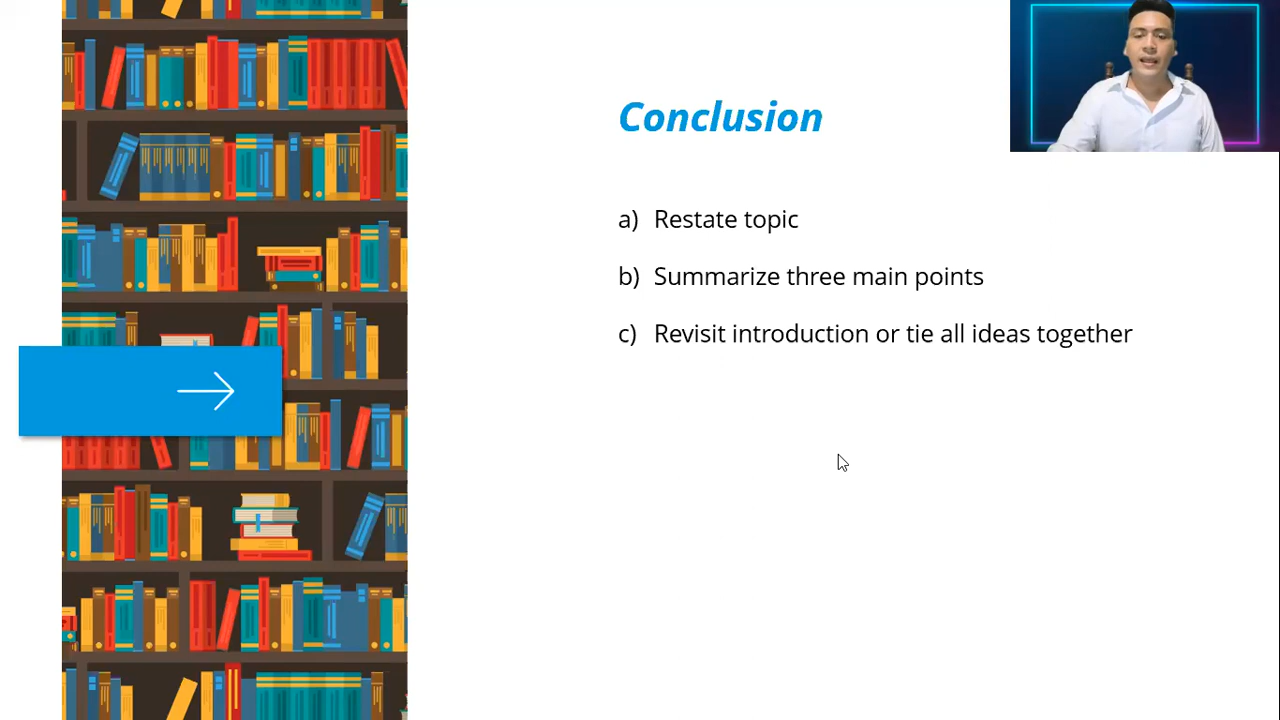 Conclusion
a) Restate topic
b) Summarize three main points
c) Revisit introduction or tie all ideas together